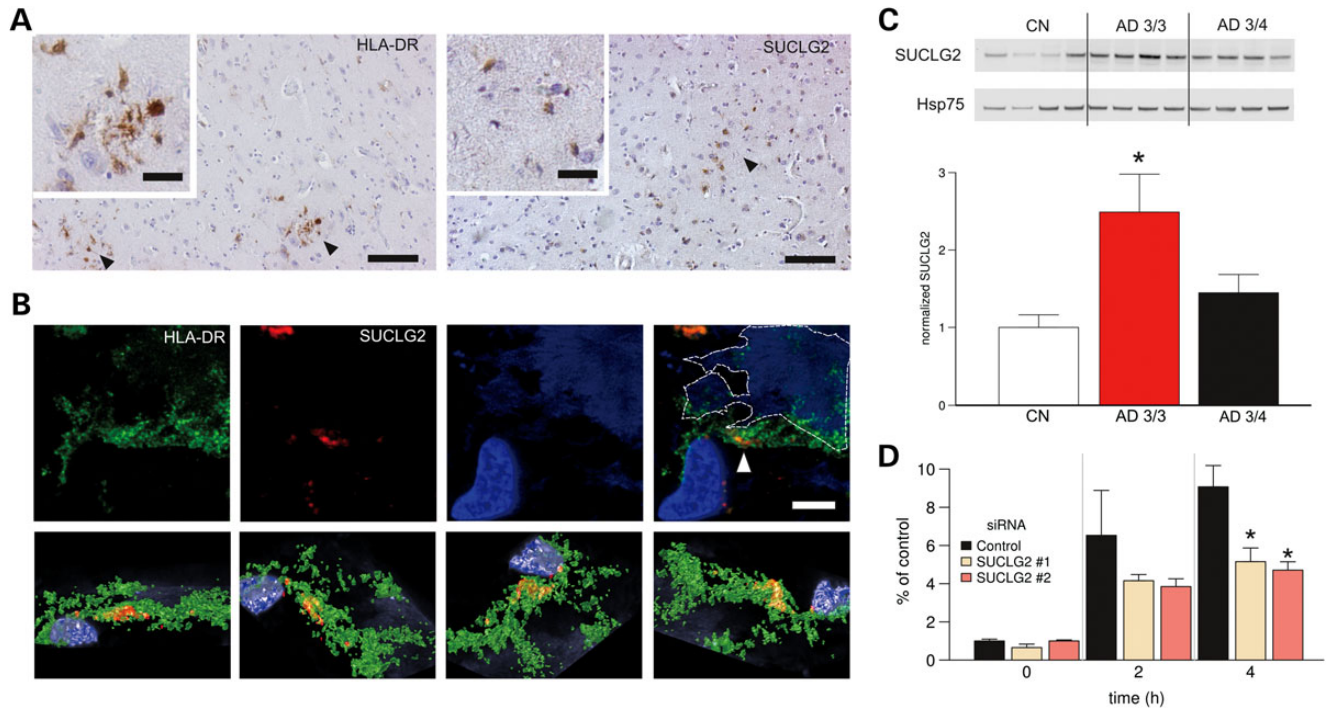 A
HLA-DR
SUCLG2
B
HLA-DR
SUCLG2
C
CN AD 3/3 AD 3/4
SUCLG2
Hsp75
*
3
2
1
0
normalized SUCLG2
CN AD 3/3 AD 3/4
D
10
8
6
4
2
0
% of control
siRNA
Control
SUCLG2 #1
SUCLG2 #2
* *
0 2 4
time (h)